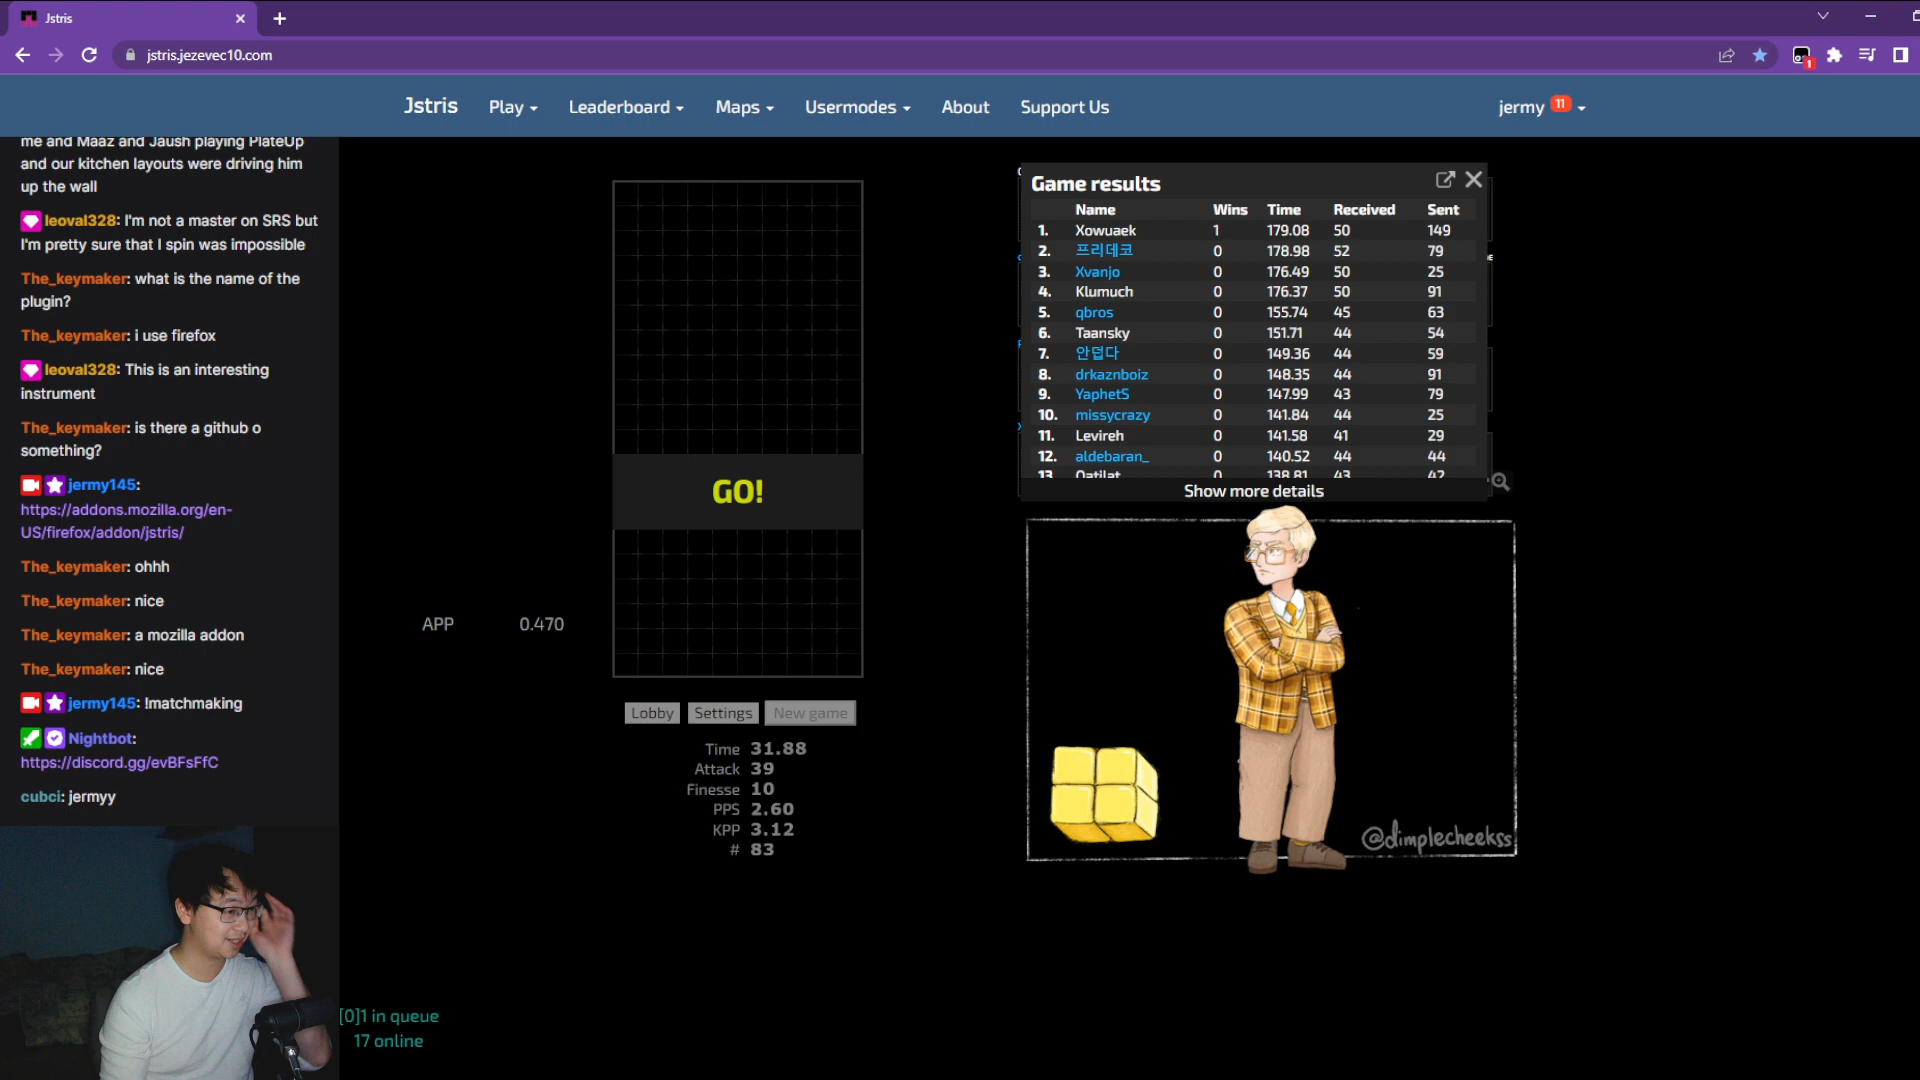 Jstris
jstris.jezevec10.com
1
Jstris Play Leaderboard Maps Usermodes About Support Us jermy 11
me and Maaz and Jaush playing PlateUp
and our kitchen layouts were driving him
up the wall
leoval328: I'm not a master on SRS but
I'm pretty sure that I spin was impossible
The_keymaker: what is the name of the
plugin?
The_keymaker: i use firefox
leoval328: This is an interesting
instrument
The_keymaker: is there a github o
something?
jermy145:
https://addons.mozilla.org/en-
US/firefox/addon/jstris/
The_keymaker: ohhh
The_keymaker: nice
The_keymaker: a mozilla addon
The_keymaker: nice
jermy145: !matchmaking
Nightbot:
https://discord.gg/evBFsFfC
cubci: jermyy
[0]1 in queue
17 online
APP 0.470
GO!
Lobby Settings New game
Time 31.88
Attack 39
Finesse 10
PPS 2.60
KPP 3.12
# 83
Game results
Name Wins Time Received Sent
1. Xowuaek 1 179.08 50 149
2. 프리데코 0 178.98 52 79
3. Xvanjo 0 176.49 50 25
4. Klumuch 0 176.37 50 91
5. qbros 0 155.74 45 63
6. Taansky 0 151.71 44 54
7. 안덥다 0 149.36 44 59
8. drkaznboiz 0 148.35 44 91
9. YaphetS 0 147.99 43 79
10. missycrazy 0 141.84 44 25
11. Levireh 0 141.58 41 29
12. aldebaran_ 0 140.52 44 44
13. Qatilat 0 138.81 43 42
Show more details
@dimplecheekss